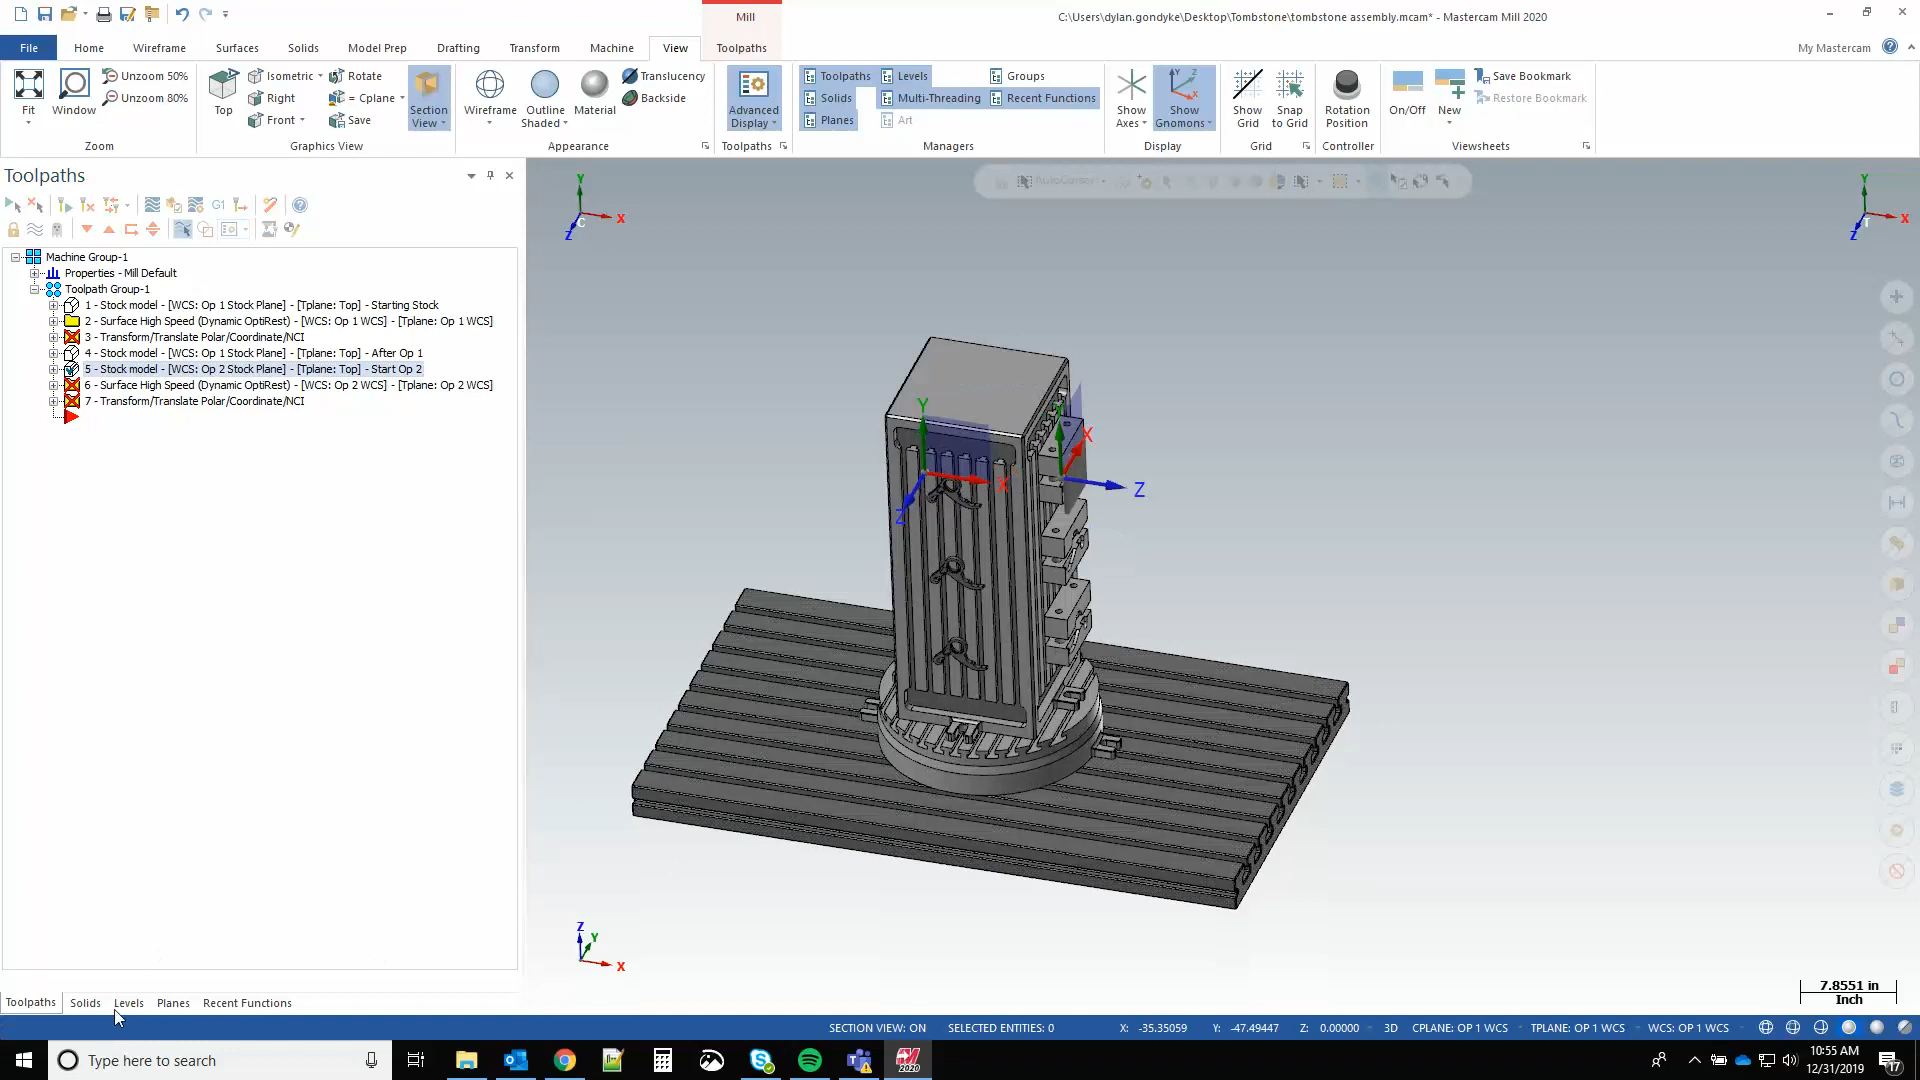 Mill
C:\Users\dylan.gondyke\Desktop\Tombstone\tombstone assembly.mcam* - Mastercam Mill 2020
File Home Wireframe Surfaces Solids Model Prep Drafting Transform Machine View Toolpaths My Mastercam
Fit Window Unzoom 50% Unzoom 80% Zoom
Top Isometric Right Front Rotate = Cplane Save Section View Graphics View
Wireframe Outline Shaded Material Translucency Backside Appearance
Advanced Display Toolpaths
Toolpaths Solids Planes Levels Multi-Threading Art Groups Recent Functions Managers
Show Axes Show Gnomons Display
Show Grid Snap to Grid Grid
Rotation Position Controller
On/Off New Save Bookmark Restore Bookmark Viewsheets
Toolpaths
G1
AutoCursor
Machine Group-1
Properties - Mill Default
Toolpath Group-1
1 - Stock model - [WCS: Op 1 Stock Plane] - [Tplane: Top] - Starting Stock
2 - Surface High Speed (Dynamic OptiRest) - [WCS: Op 1 WCS] - [Tplane: Op 1 WCS]
3 - Transform/Translate Polar/Coordinate/NCI
4 - Stock model - [WCS: Op 1 Stock Plane] - [Tplane: Top] - After Op 1
5 - Stock model - [WCS: Op 2 Stock Plane] - [Tplane: Top] - Start Op 2
6 - Surface High Speed (Dynamic OptiRest) - [WCS: Op 2 WCS] - [Tplane: Op 2 WCS]
7 - Transform/Translate Polar/Coordinate/NCI
Y X Z C
Y X Z T
Y X Z
Y X Z
Z Y X
7.8551 in
Inch
Toolpaths Solids Levels Planes Recent Functions
SECTION VIEW: ON SELECTED ENTITIES: 0 X: -35.35059 Y: -47.49447 Z: 0.00000 3D CPLANE: OP 1 WCS TPLANE: OP 1 WCS WCS: OP 1 WCS
Type here to search
2020
10:55 AM
12/31/2019
17